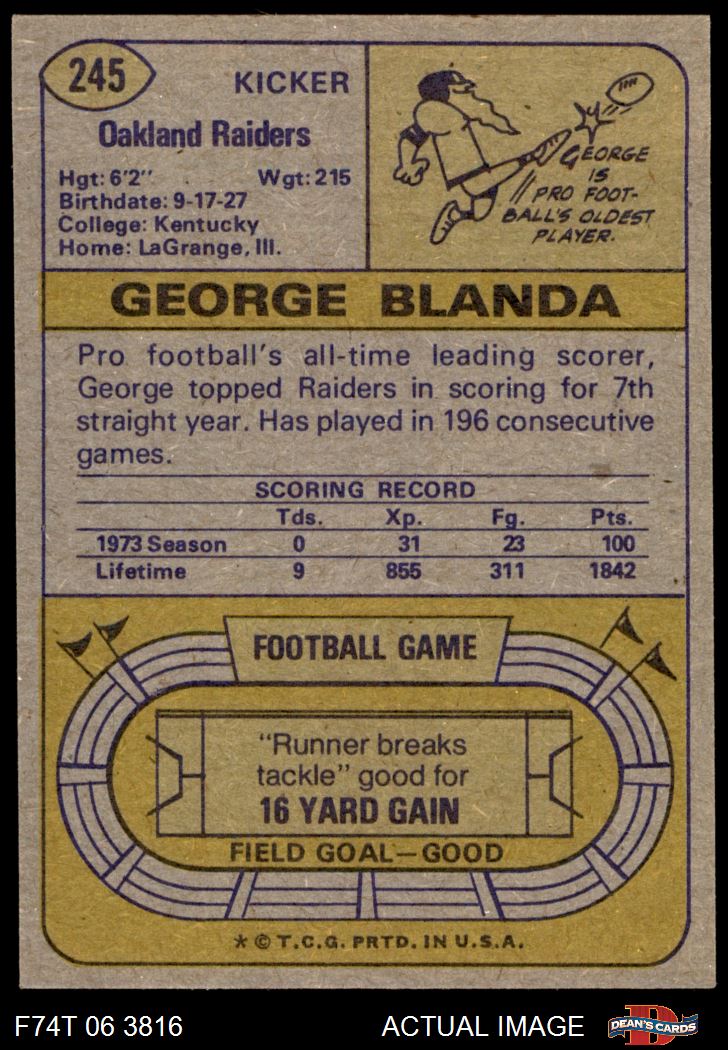 245
KICKER
Oakland Raiders
Hgt: 6'2" Wgt: 215
Birthdate: 9-17-27
College: Kentucky
Home: LaGrange, Ill.
GEORGE
IS
PRO FOOT-
BALL'S OLDEST
PLAYER.
GEORGE BLANDA
Pro football's all-time leading scorer,
George topped Raiders in scoring for 7th
straight year. Has played in 196 consecutive
games.
SCORING RECORD
Tds. Xp. Fg. Pts.
1973 Season 0 31 23 100
Lifetime 9 855 311 1842
FOOTBALL GAME
"Runner breaks
tackle" good for
16 YARD GAIN
FIELD GOAL—GOOD
* © T.C.G. PRTD. IN U.S.A.
F74T 06 3816 ACTUAL IMAGE
D
DEAN'S CARDS